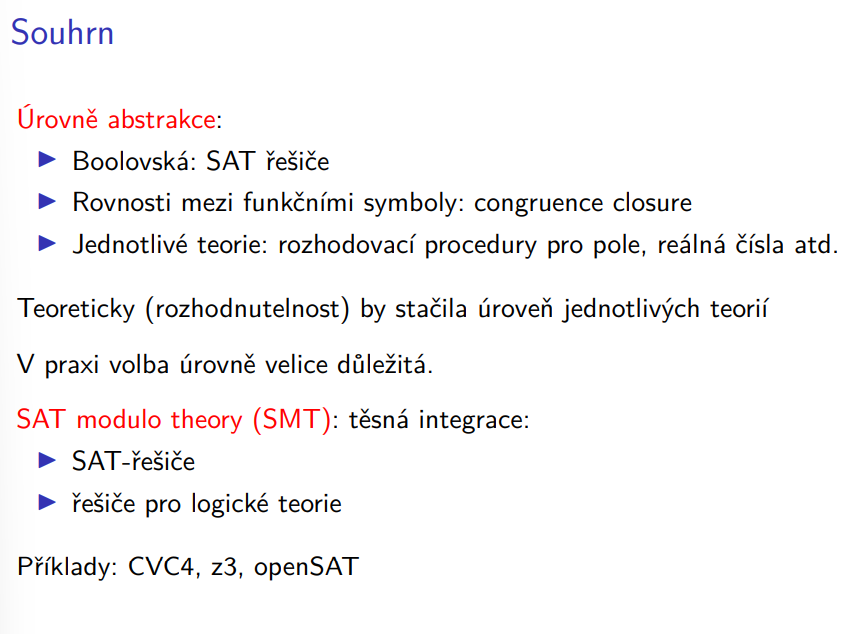 Souhrn
Úrovně abstrakce:
▶ Boolovská: SAT řešiče
▶ Rovnosti mezi funkčními symboly: congruence closure
▶ Jednotlivé teorie: rozhodovací procedury pro pole, reálná čísla atd.
Teoreticky (rozhodnutelnost) by stačila úroveň jednotlivých teorií
V praxi volba úrovně velice důležitá.
SAT modulo theory (SMT): těsná integrace:
▶ SAT-řešiče
▶ řešiče pro logické teorie
Příklady: CVC4, z3, openSAT